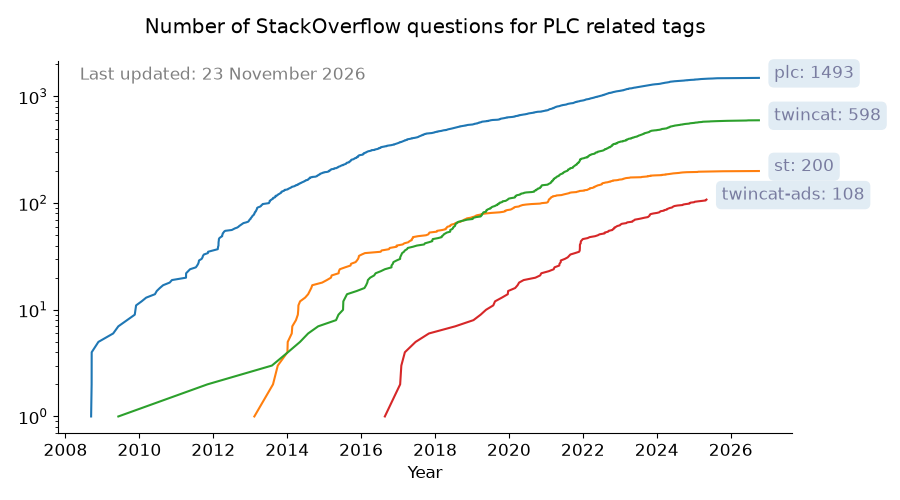 Number of StackOverflow questions for PLC related tags
Last updated: 23 November 2026
plc: 1493
twincat: 598
st: 200
twincat-ads: 108
10³
10²
10¹
10⁰
2008 2010 2012 2014 2016 2018 2020 2022 2024 2026
Year